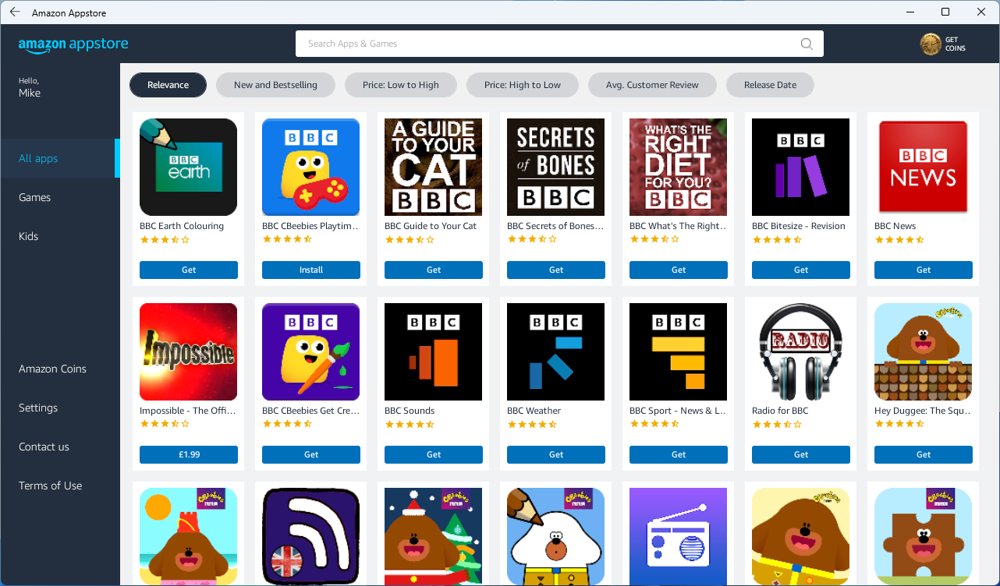 Amazon Appstore
amazon appstore
Search Apps & Games
GET
COINS
Hello,
Mike
All apps
Games
Kids
Amazon Coins
Settings
Contact us
Terms of Use
Relevance
New and Bestselling
Price: Low to High
Price: High to Low
Avg. Customer Review
Release Date
BBC
earth
BBC
A GUIDE
TO YOUR
CAT
BBC
SECRETS
of BONES
BBC
WHAT'S THE
RIGHT
DIET
FOR YOU?
BBC
BBC
BBC
NEWS
BBC Earth Colouring
BBC CBeebies Playtim..
BBC Guide to Your Cat
BBC Secrets of Bones...
BBC What's The Right..
BBC Bitesize - Revision
BBC News
Get
Install
Get
Get
Get
Get
Get
Impossible
BBC
BBC
BBC
BBC
RADIO
Impossible - The Offi...
BBC CBeebies Get Cre...
BBC Sounds
BBC Weather
BBC Sport - News & L..
Radio for BBC
Hey Duggee: The Squ..
£1.99
Get
Get
Get
Get
Get
Get